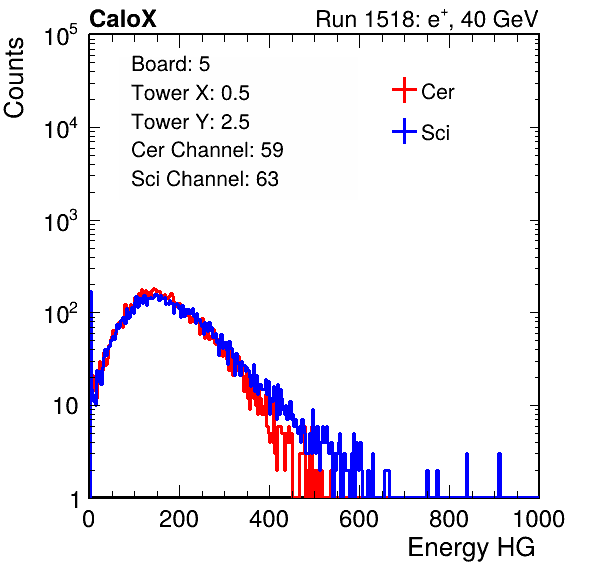 CaloX Run 1518: e⁺, 40 GeV
Counts
10⁵
10⁴
10³
10²
10
1
Board: 5
Tower X: 0.5
Tower Y: 2.5
Cer Channel: 59
Sci Channel: 63
Cer
Sci
0 200 400 600 800 1000
Energy HG